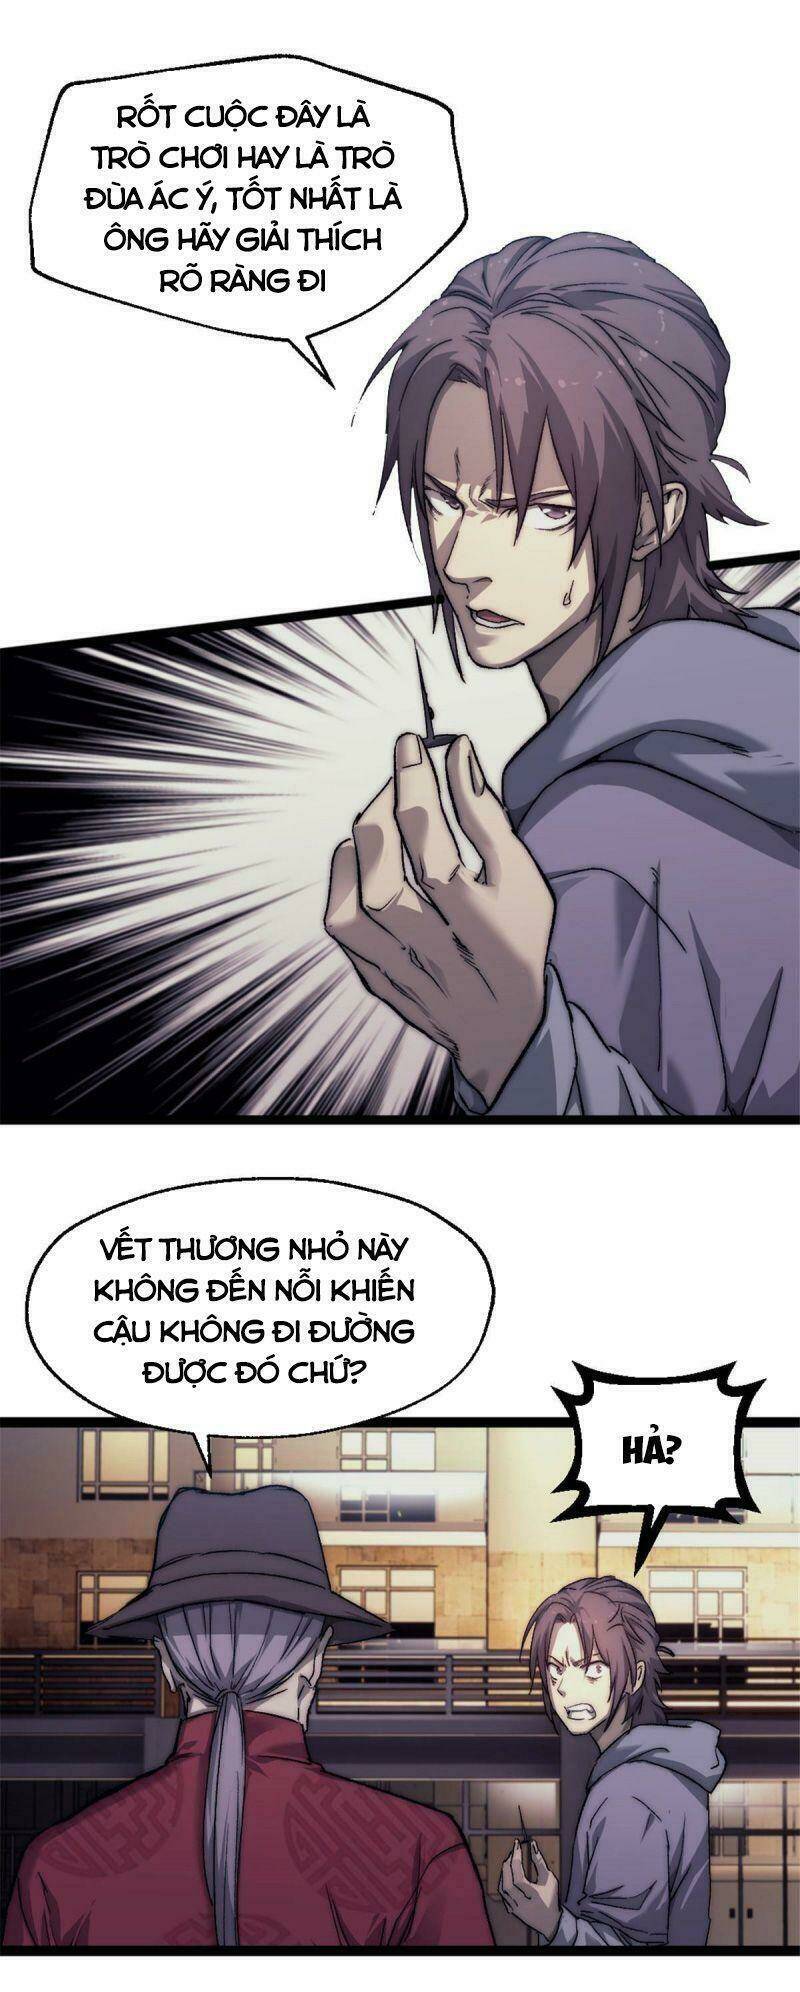 RỐT CUỘC ĐÂY LÀ
TRÒ CHƠI HAY LÀ TRÒ
ĐÙA ÁC Ý, TỐT NHẤT LÀ
ÔNG HÃY GIẢI THÍCH
RÕ RÀNG ĐI
VẾT THƯƠNG NHỎ NÀY
KHÔNG ĐẾN NỖI KHIẾN
CẬU KHÔNG ĐI ĐƯỜNG
ĐƯỢC ĐÓ CHỨ?
HẢ?